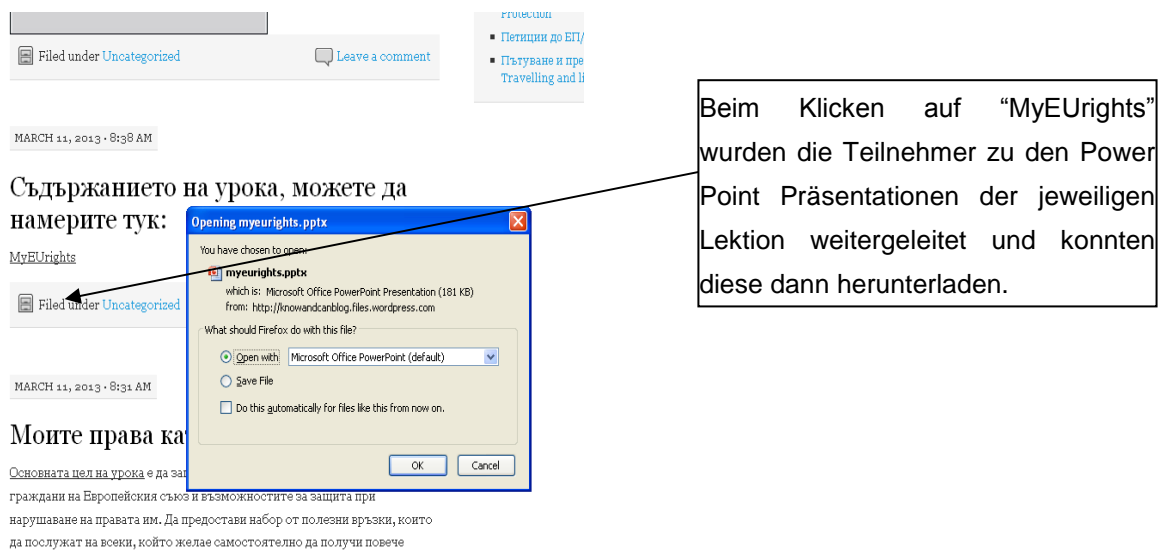 Protection
Filed under Uncategorized
Leave a comment
Петиции до ЕП/
Пътуване и пре
Travelling and li
MARCH 11, 2013 · 8:38 AM
Съдържанието на урока, можете да
намерите тук:
MyEUrights
Filed under Uncategorized
MARCH 11, 2013 · 8:31 AM
Моите права ка
Основната цел на урока е да за
граждани на Европейския съюз и възможностите за защита при
нарушаване на правата им. Да предостави набор от полезни връзки, които
да послужат на всеки, който желае самостоятелно да получи повече
Opening myeurights.pptx
You have chosen to open:
myeurights.pptx
which is: Microsoft Office PowerPoint Presentation (181 KB)
from: http://knowandcanblog.files.wordpress.com
What should Firefox do with this file?
Open with Microsoft Office PowerPoint (default)
Save File
Do this automatically for files like this from now on.
OK Cancel
Beim Klicken auf “MyEUrights”
wurden die Teilnehmer zu den Power
Point Präsentationen der jeweiligen
Lektion weitergeleitet und konnten
diese dann herunterladen.